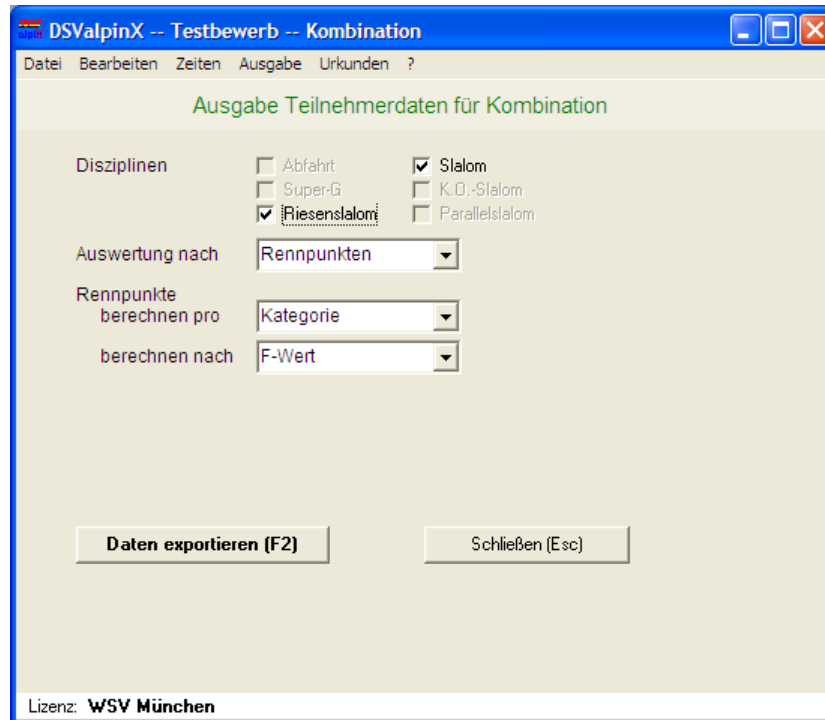 DSValpinX -- Testbewerb -- Kombination
Datei Bearbeiten Zeiten Ausgabe Urkunden ?
Ausgabe Teilnehmerdaten für Kombination
Disziplinen Abfahrt Slalom
Super-G K.O.-Slalom
Riesenslalom Parallelslalom
Auswertung nach Rennpunkten
Rennpunkte
berechnen pro Kategorie
berechnen nach F-Wert
Daten exportieren (F2) Schließen (Esc)
Lizenz: WSV München